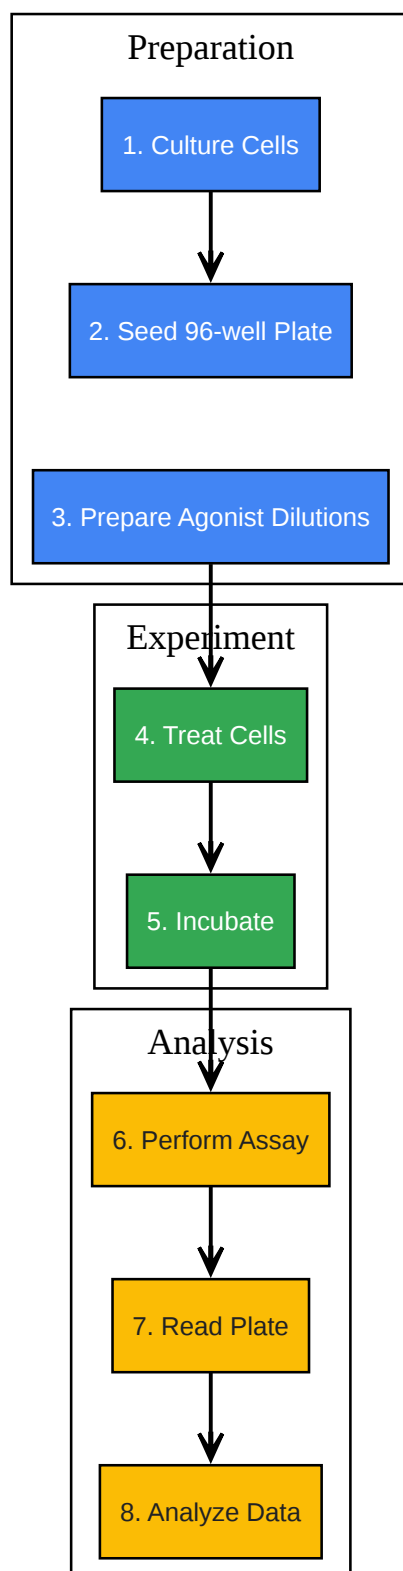 Preparation
1. Culture Cells
2. Seed 96-well Plate
3. Prepare Agonist Dilutions
Experiment
4. Treat Cells
5. Incubate
Analysis
6. Perform Assay
7. Read Plate
8. Analyze Data